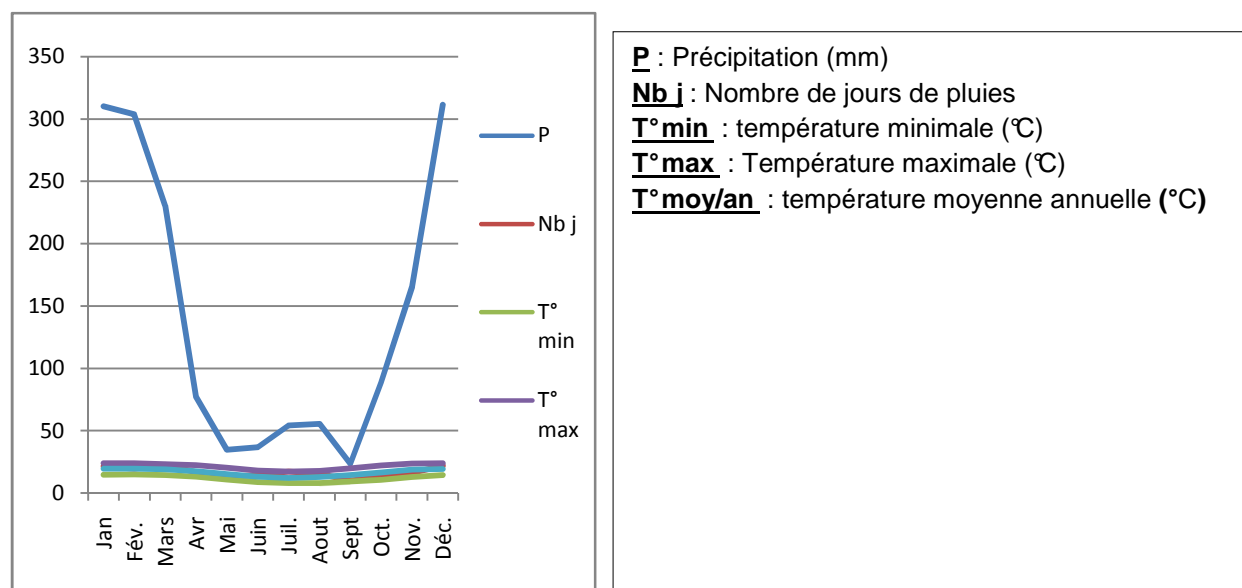 350
300
250
200
150
100
50
0
Jan
Fév.
Mars
Avr
Mai
Juin
Juil.
Aout
Sept
Oct.
Nov.
Déc.
P
Nb j
T°
min
T°
max
P : Précipitation (mm)
Nb j : Nombre de jours de pluies
T°min : température minimale (°C)
T°max : Température maximale (°C)
T°moy/an : température moyenne annuelle (°C)